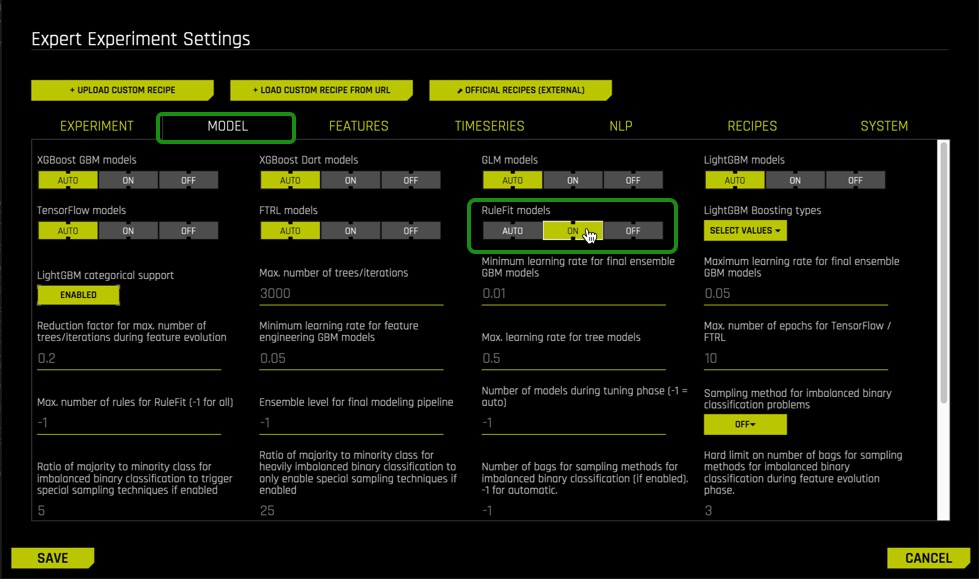 Expert Experiment Settings
+ UPLOAD CUSTOM RECIPE
+ LOAD CUSTOM RECIPE FROM URL
OFFICIAL RECIPES (EXTERNAL)
EXPERIMENT
MODEL
FEATURES
TIMESERIES
NLP
RECIPES
SYSTEM
XGBoost GBM models
AUTO ON OFF
XGBoost Dart models
AUTO ON OFF
GLM models
AUTO ON OFF
LightGBM models
AUTO ON OFF
TensorFlow models
AUTO ON OFF
FTRL models
AUTO ON OFF
RuleFit models
AUTO ON OFF
LightGBM Boosting types
SELECT VALUES
LightGBM categorical support
ENABLED
Max. number of trees/iterations
3000
Minimum learning rate for final ensemble
GBM models
0.01
Maximum learning rate for final ensemble
GBM models
0.05
Reduction factor for max. number of
trees/iterations during feature evolution
0.2
Minimum learning rate for feature
engineering GBM models
0.05
Max. learning rate for tree models
0.5
Max. number of epochs for TensorFlow /
FTRL
10
Max. number of rules for RuleFit (-1 for all)
-1
Ensemble level for final modeling pipeline
-1
Number of models during tuning phase (-1 =
auto)
-1
Sampling method for imbalanced binary
classification problems
OFF
Ratio of majority to minority class for
imbalanced binary classification to trigger
special sampling techniques if enabled
5
Ratio of majority to minority class for
heavily imbalanced binary classification to
only enable special sampling techniques if
enabled
25
Number of bags for sampling methods for
imbalanced binary classification (if enabled).
-1 for automatic.
-1
Hard limit on number of bags for sampling
methods for imbalanced binary
classification during feature evolution
phase.
3
SAVE
CANCEL